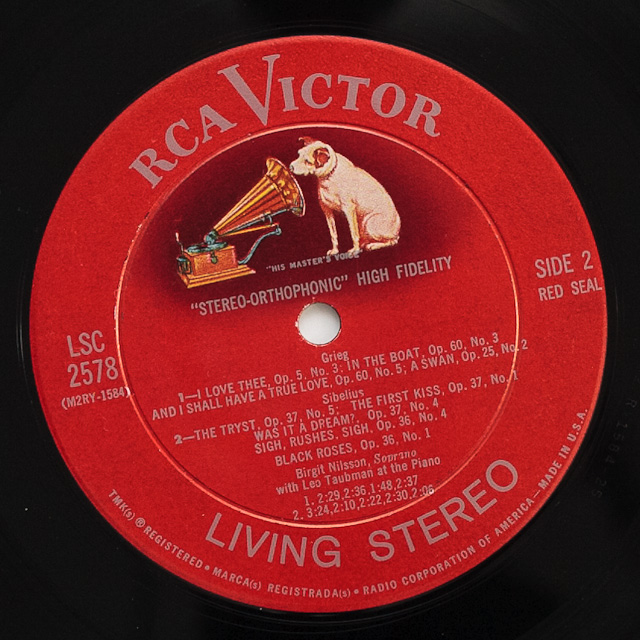 RCA VICTOR
"HIS MASTER'S VOICE"
"STEREO-ORTHOPHONIC" HIGH FIDELITY
SIDE 2
RED SEAL
LSC
2578
(M2RY-1584)
Grieg
1—I LOVE THEE, Op. 5, No. 3; IN THE BOAT, Op. 60, No. 3
AND I SHALL HAVE A TRUE LOVE, Op. 60, No. 5; A SWAN, Op. 25, No. 2
Sibelius
2—THE TRYST, Op. 37, No. 5; THE FIRST KISS, Op. 37, No. 1
WAS IT A DREAM?, Op. 37, No. 4
SIGH, RUSHES, SIGH, Op. 36, No. 4
BLACK ROSES, Op. 36, No. 1
Birgit Nilsson, Soprano
with Leo Taubman at the Piano
1. 2:29,2:36,1:48,2:37
2. 3:24,2:10,2:22,2:30,2:06
LIVING STEREO
TMK(s) ® REGISTERED • MARCA(s) REGISTRADA(s) • RADIO CORPORATION OF AMERICA—MADE IN U.S.A.